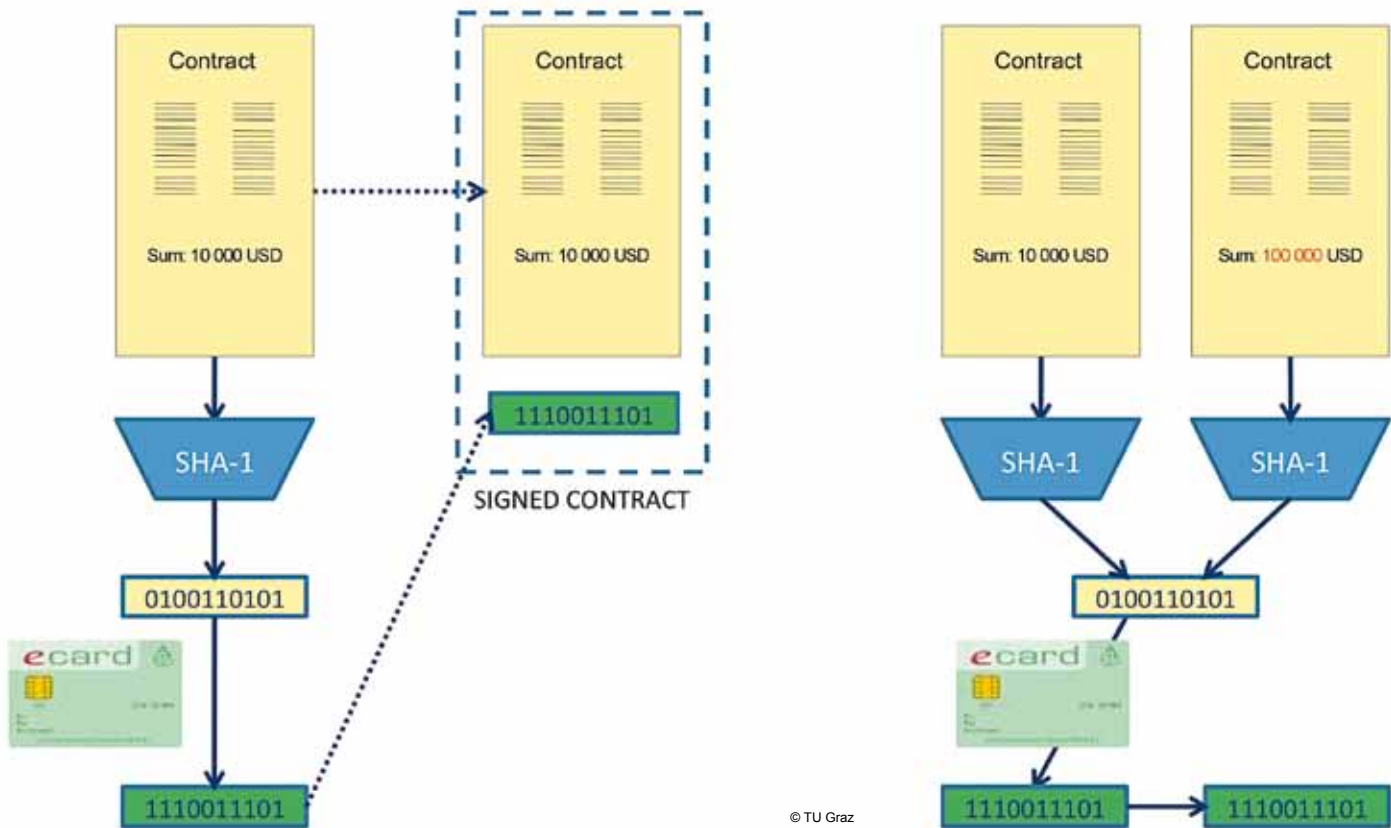 Contract
Sum: 10 000 USD
SHA-1
0100110101
ecard
1110011101
Contract
Sum: 10 000 USD
1110011101
SIGNED CONTRACT
Contract
Sum: 10 000 USD
Contract
Sum: 100 000 USD
SHA-1
SHA-1
0100110101
ecard
1110011101
1110011101
© TU Graz